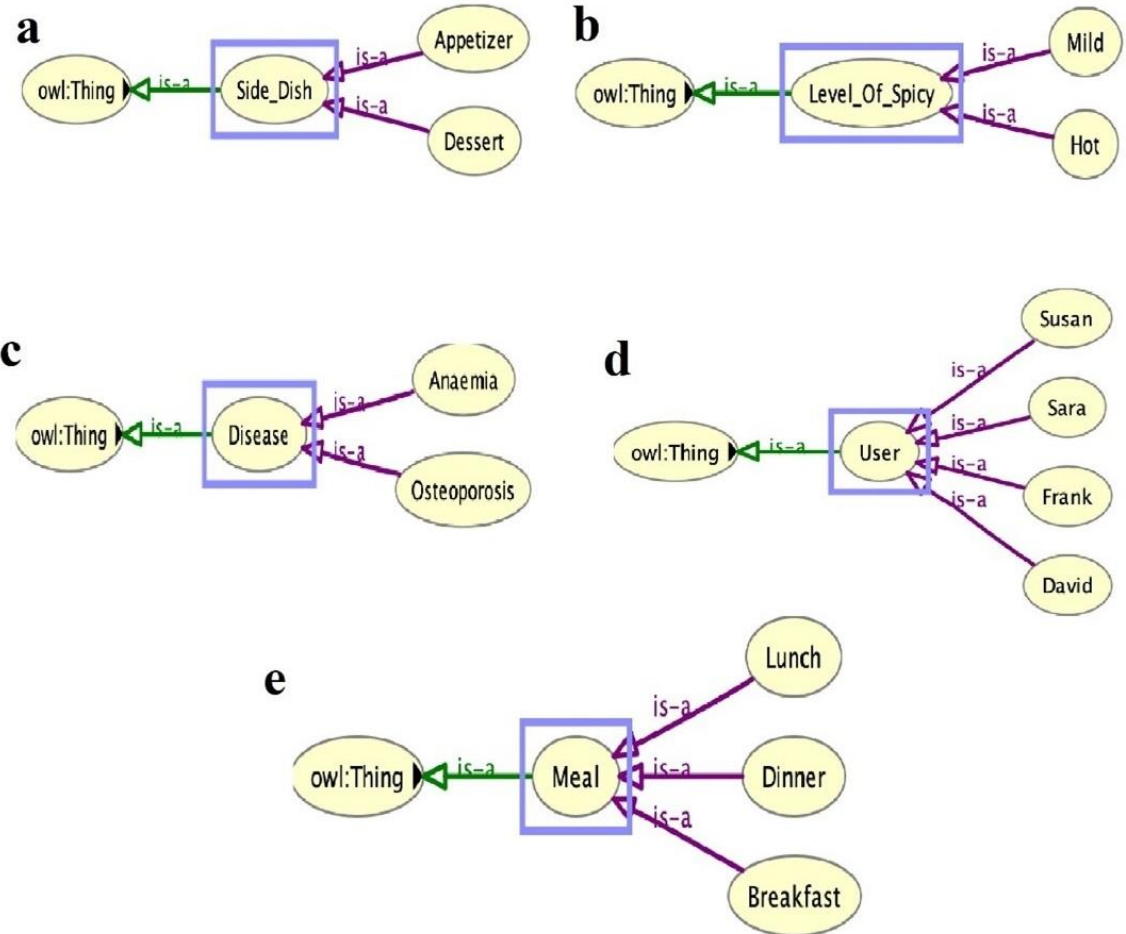 a
owl:Thing
is-a
Side_Dish
is-a
Appetizer
is-a
Dessert
b
owl:Thing
is-a
Level_Of_Spicy
is-a
Mild
is-a
Hot
c
owl:Thing
is-a
Disease
is-a
Anaemia
is-a
Osteoporosis
d
owl:Thing
is-a
User
is-a
Susan
is-a
Sara
is-a
Frank
is-a
David
e
owl:Thing
is-a
Meal
is-a
Lunch
is-a
Dinner
is-a
Breakfast